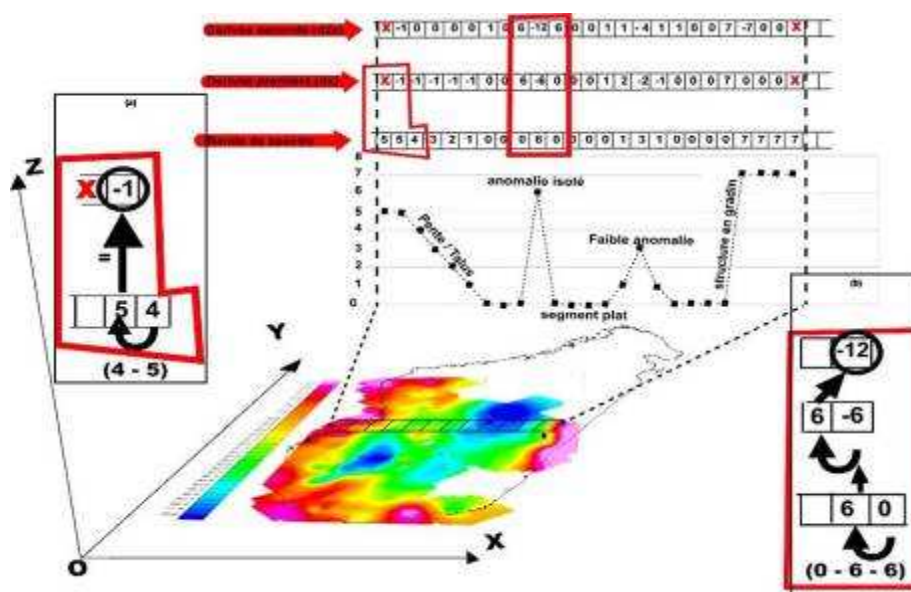 X -1 0 0 0 0 1 0 6 -12 6 0 0 1 1 -4 1 1 0 0 7 -7 0 0 X
X -1 -1 -1 -1 -1 0 0 6 -6 0 0 0 1 2 -2 -1 0 0 0 7 0 0 0 X
5 5 4 3 2 1 0 0 0 6 0 0 0 0 1 3 1 0 0 0 0 7 7 7 7
(a)
X -1
=
5 4
(4 - 5)
8
7
6
5
4
3
2
1
0
anomalie isolé
Pente / Talus
Faible anomalie
structure en gradin
segment plat
(b)
-12
6 -6
6 0
(0 - 6 - 6)
Z
Y
X
O